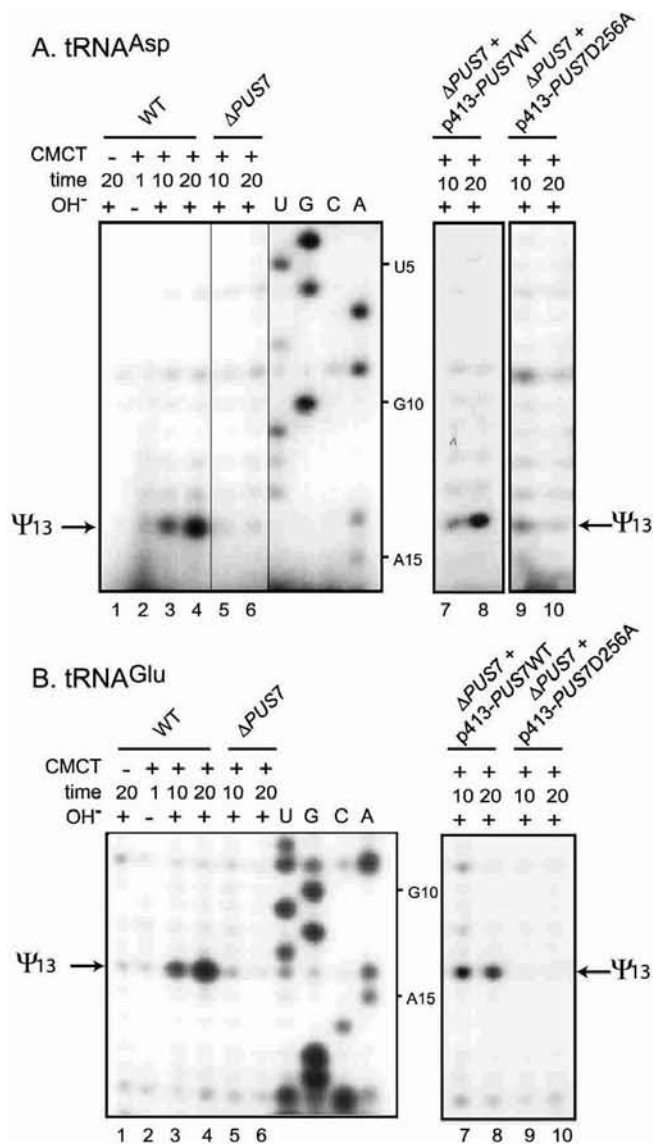 A. tRNAAsp
WT
ΔPUS7
ΔPUS7 +
p413-PUS7WT
ΔPUS7 +
p413-PUS7D256A
CMCT - + + + + + + + + +
time 20 1 10 20 10 20 10 20 10 20
OH- + - + + + + U G C A + + + +
U5
G10
Ψ13
Ψ13
A15
1 2 3 4 5 6 7 8 9 10
B. tRNAGlu
WT
ΔPUS7
ΔPUS7 +
p413-PUS7WT
ΔPUS7 +
p413-PUS7D256A
CMCT - + + + + + + + + +
time 20 1 10 20 10 20 10 20 10 20
OH- + - + + + + U G C A + + + +
G10
Ψ13
Ψ13
A15
1 2 3 4 5 6 7 8 9 10